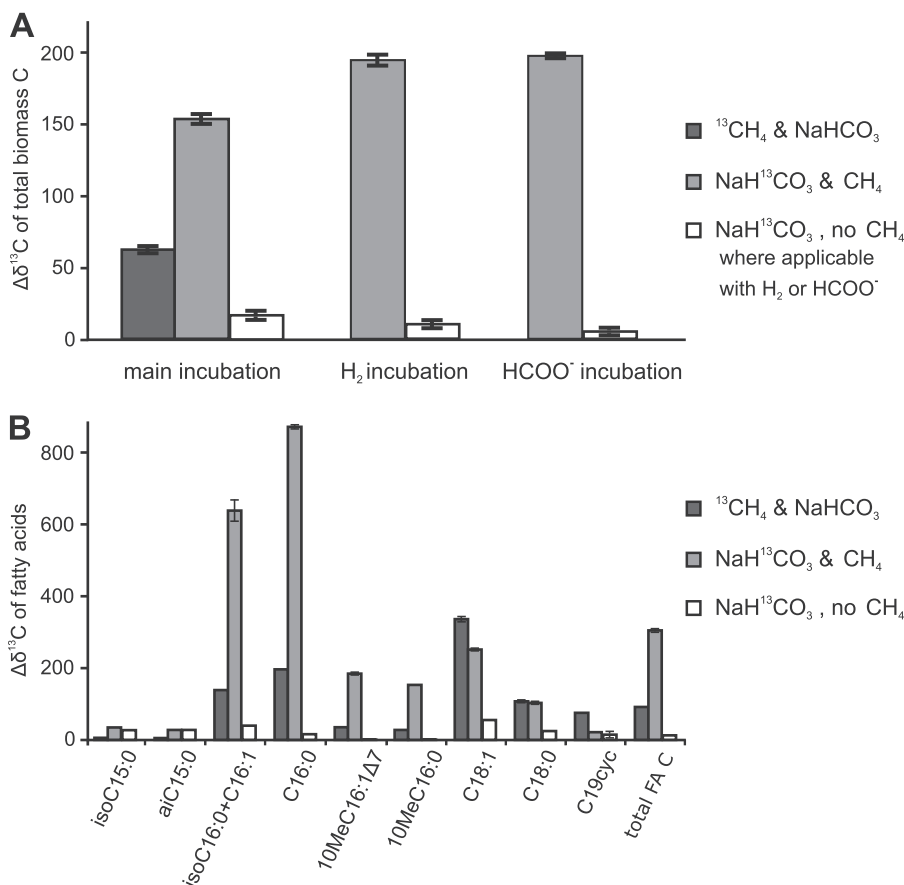 A
Δδ¹³C of total biomass C
200
150
100
50
0
main incubation
H₂ incubation
HCOO⁻ incubation
¹³CH₄ & NaHCO₃
NaH¹³CO₃ & CH₄
NaH¹³CO₃ , no CH₄
where applicable
with H₂ or HCOO⁻
B
Δδ¹³C of fatty acids
800
600
400
200
0
isoC15:0
aiC15:0
isoC16:0+C16:1
C16:0
10MeC16:1Δ7
10MeC16:0
C18:1
C18:0
C19cyc
total FA C
¹³CH₄ & NaHCO₃
NaH¹³CO₃ & CH₄
NaH¹³CO₃ , no CH₄